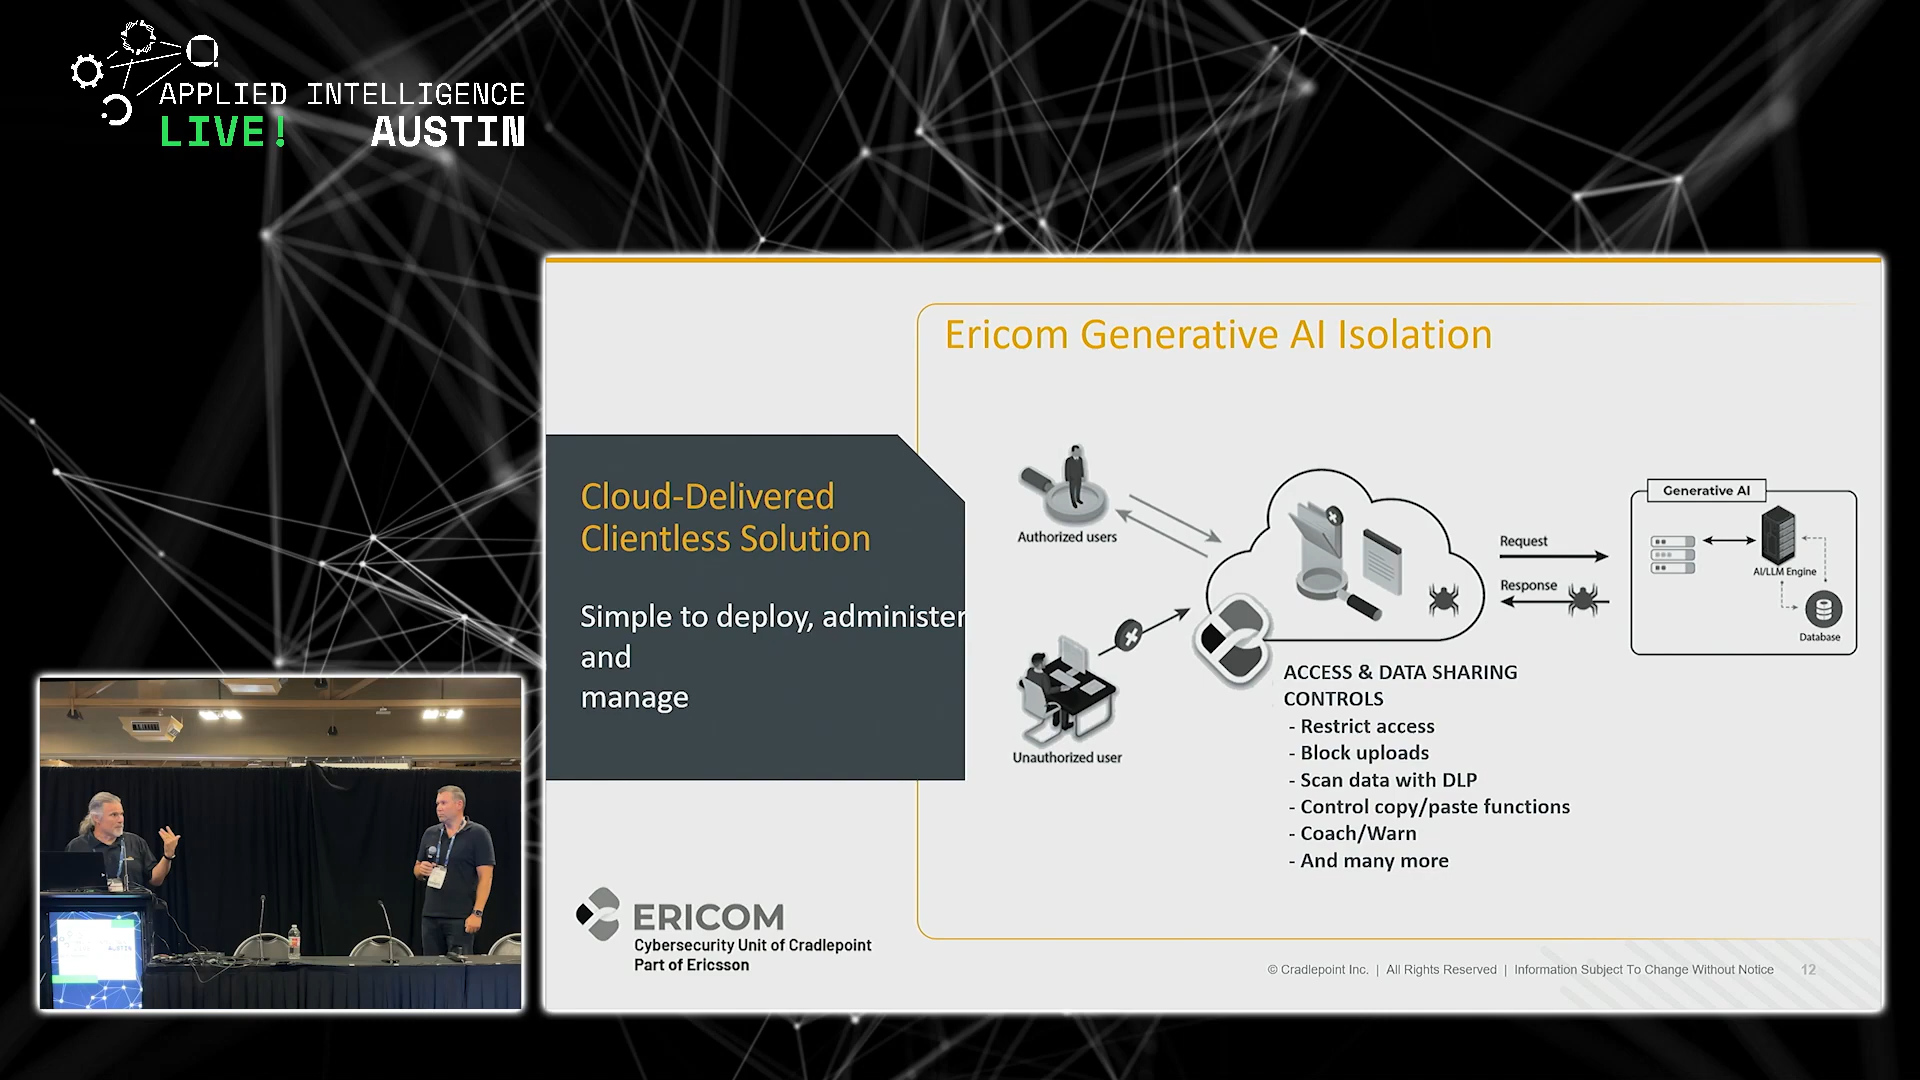 APPLIED INTELLIGENCE
LIVE! AUSTIN
Ericom Generative AI Isolation
Cloud-Delivered
Clientless Solution
Simple to deploy, administer
and
manage
Authorized users
Unauthorized user
Request
Response
Generative AI
AI/LLM Engine
Database
ACCESS & DATA SHARING
CONTROLS
- Restrict access
- Block uploads
- Scan data with DLP
- Control copy/paste functions
- Coach/Warn
- And many more
ERICOM
Cybersecurity Unit of Cradlepoint
Part of Ericsson
© Cradlepoint Inc. | All Rights Reserved | Information Subject To Change Without Notice 12